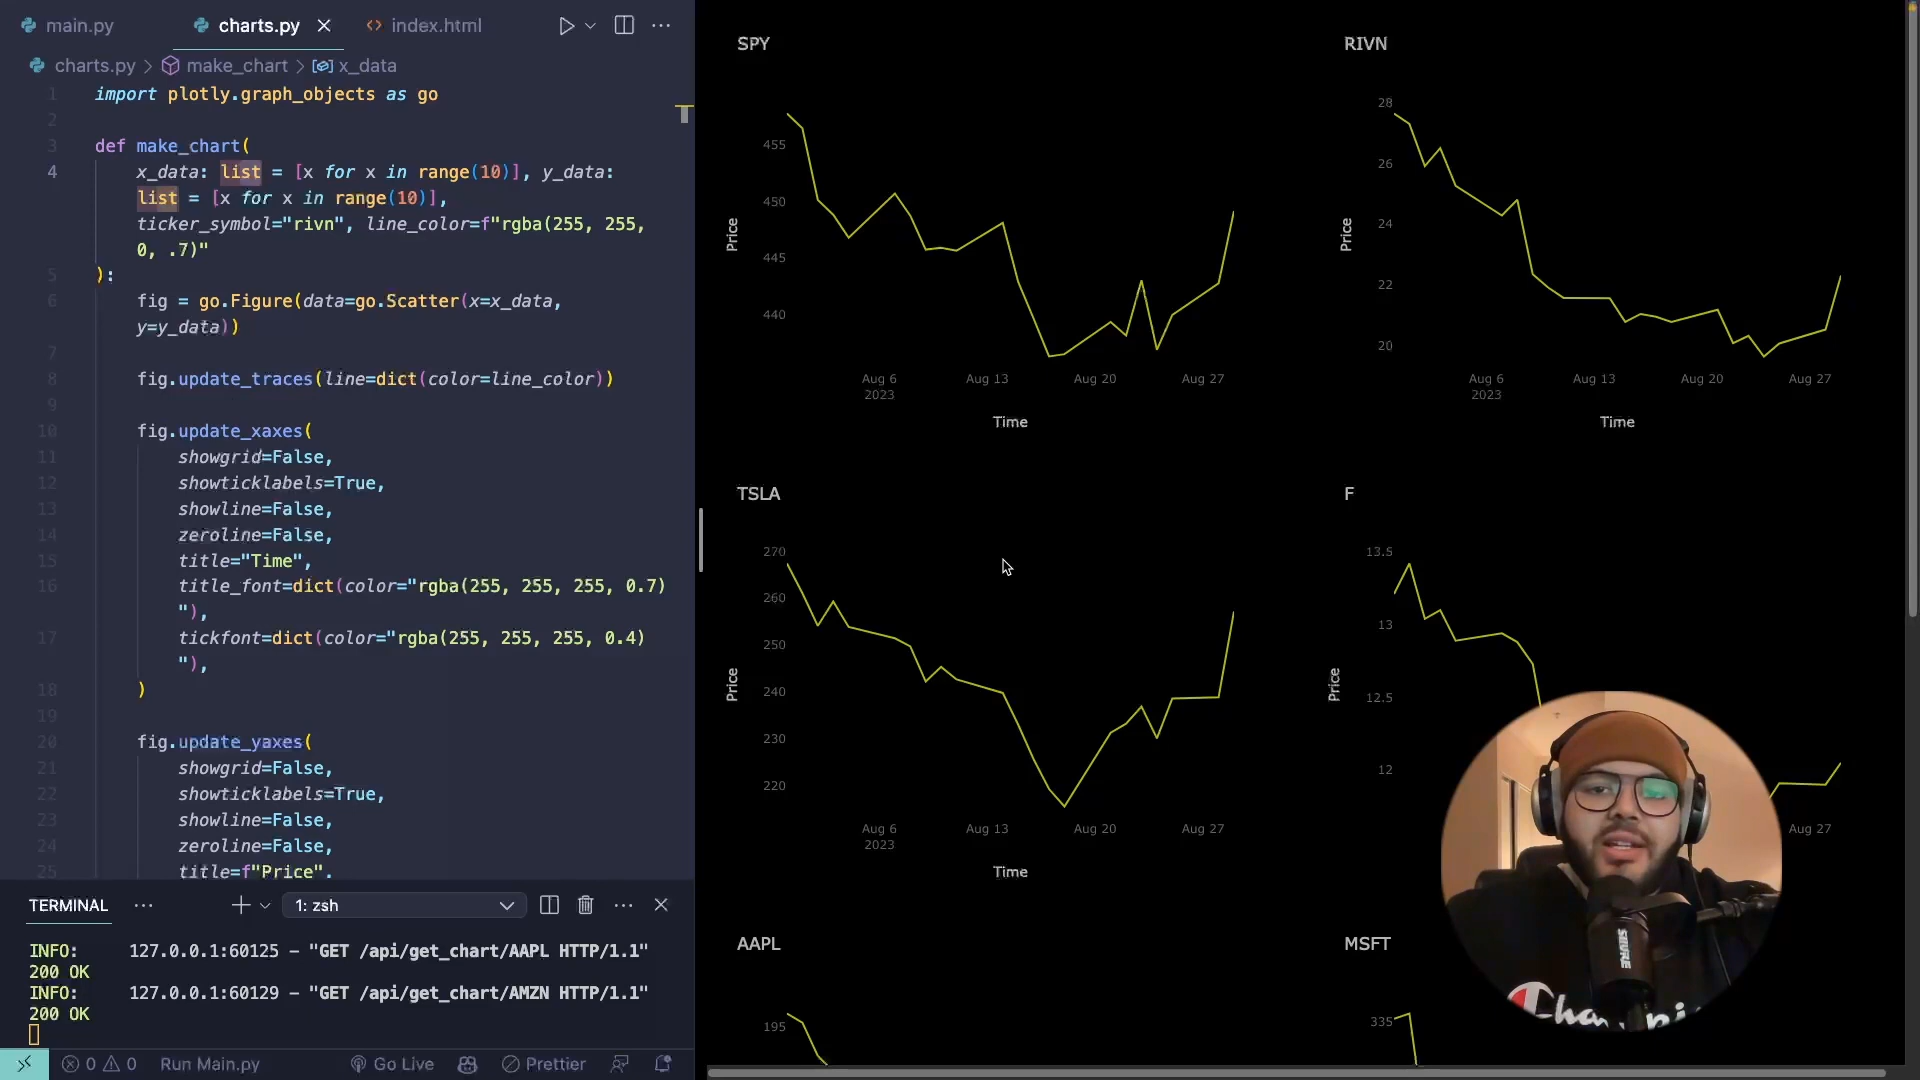 main.py
charts.py
index.html
charts.py > make_chart > x_data
1 import plotly.graph_objects as go
2
3 def make_chart(
4 x_data: list = [x for x in range(10)], y_data:
list = [x for x in range(10)],
ticker_symbol="rivn", line_color=f"rgba(255, 255,
0, .7)"
5 ):
6 fig = go.Figure(data=go.Scatter(x=x_data,
y=y_data))
7
8 fig.update_traces(line=dict(color=line_color))
9
10 fig.update_xaxes(
11 showgrid=False,
12 showticklabels=True,
13 showline=False,
14 zeroline=False,
15 title="Time",
16 title_font=dict(color="rgba(255, 255, 255, 0.7)
"),
17 tickfont=dict(color="rgba(255, 255, 255, 0.4)
"),
18 )
19
20 fig.update_yaxes(
21 showgrid=False,
22 showticklabels=True,
23 showline=False,
24 zeroline=False,
25 title=f"Price",
TERMINAL
1: zsh
INFO: 127.0.0.1:60125 – "GET /api/get_chart/AAPL HTTP/1.1"
200 OK
INFO: 127.0.0.1:60129 – "GET /api/get_chart/AMZN HTTP/1.1"
200 OK
0 0 Run Main.py Go Live Prettier
SPY
455
450
445
440
Price
Aug 6
2023
Aug 13
Aug 20
Aug 27
Time
RIVN
28
26
24
22
20
Price
Aug 6
2023
Aug 13
Aug 20
Aug 27
Time
TSLA
270
260
250
240
230
220
Price
Aug 6
2023
Aug 13
Aug 20
Aug 27
Time
F
13.5
13
12.5
12
Price
Aug 27
AAPL
195
MSFT
335
SHURE